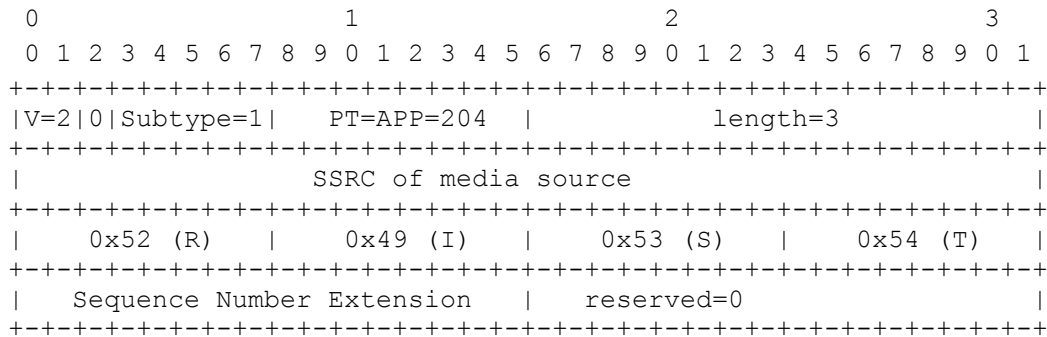 0                   1                   2                   3
 0 1 2 3 4 5 6 7 8 9 0 1 2 3 4 5 6 7 8 9 0 1 2 3 4 5 6 7 8 9 0 1
+-+-+-+-+-+-+-+-+-+-+-+-+-+-+-+-+-+-+-+-+-+-+-+-+-+-+-+-+-+-+-+-+
|V=2|0|Subtype=1|   PT=APP=204  |           length=3            |
+-+-+-+-+-+-+-+-+-+-+-+-+-+-+-+-+-+-+-+-+-+-+-+-+-+-+-+-+-+-+-+-+
|                  SSRC of media source                         |
+-+-+-+-+-+-+-+-+-+-+-+-+-+-+-+-+-+-+-+-+-+-+-+-+-+-+-+-+-+-+-+-+
|    0x52 (R)   |    0x49 (I)   |    0x53 (S)   |    0x54 (T)   |
+-+-+-+-+-+-+-+-+-+-+-+-+-+-+-+-+-+-+-+-+-+-+-+-+-+-+-+-+-+-+-+-+
|   Sequence Number Extension   |   reserved=0                  |
+-+-+-+-+-+-+-+-+-+-+-+-+-+-+-+-+-+-+-+-+-+-+-+-+-+-+-+-+-+-+-+-+